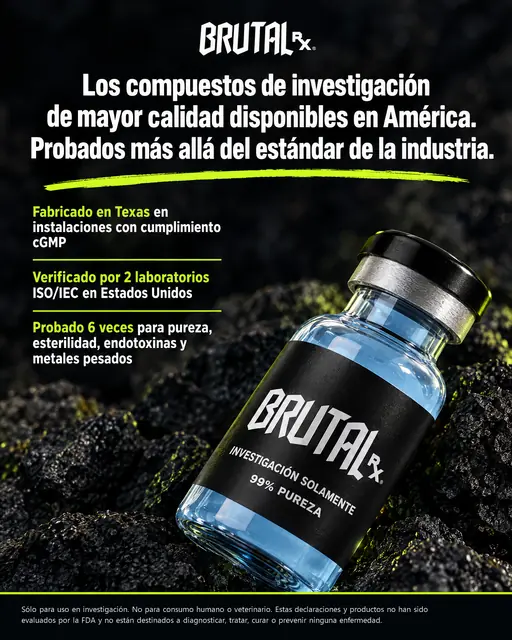 BRUTAL RX®
Los compuestos de investigación
de mayor calidad disponibles en América.
Probados más allá del estándar de la industria.
Fabricado en Texas en
instalaciones con cumplimiento
cGMP
Verificado por 2 laboratorios
ISO/IEC en Estados Unidos
Probado 6 veces para pureza,
esterilidad, endotoxinas y
metales pesados
BRUTAL RX®
INVESTIGACIÓN SOLAMENTE
99% PUREZA
Sólo para uso en investigación. No para consumo humano o veterinario. Estas declaraciones y productos no han sido
evaluados por la FDA y no están destinados a diagnosticar, tratar, curar o prevenir ninguna enfermedad.